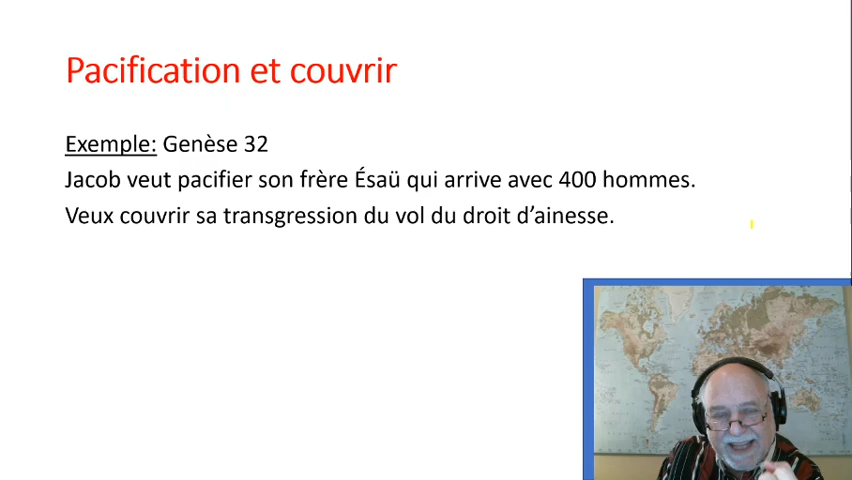 Pacification et couvrir
Exemple: Genèse 32
Jacob veut pacifier son frère Ésaü qui arrive avec 400 hommes.
Veux couvrir sa transgression du vol du droit d'ainesse.